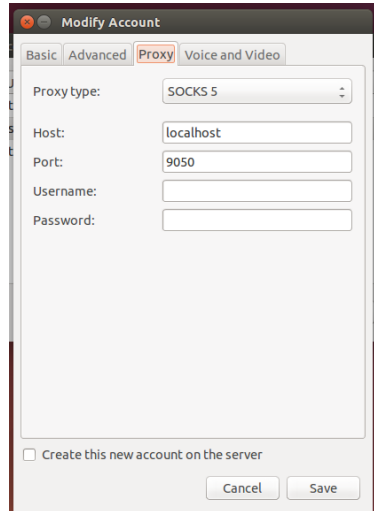 Modify Account
Basic Advanced Proxy Voice and Video
Proxy type: SOCKS 5
Host: localhost
Port: 9050
Username:
Password:
Create this new account on the server
Cancel Save